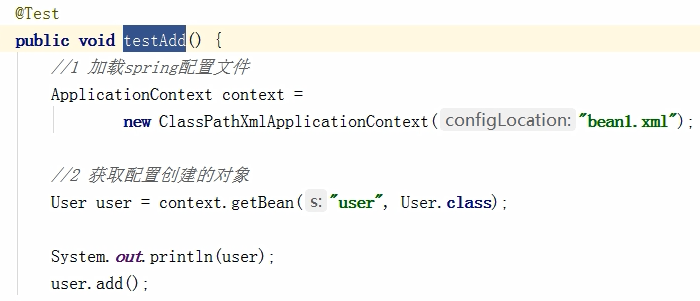 @Test
public void testAdd() {
//1 加载spring配置文件
ApplicationContext context =
new ClassPathXmlApplicationContext( configLocation: "bean1.xml");
//2 获取配置创建的对象
User user = context.getBean( s: "user", User.class);
System.out.println(user);
user.add();